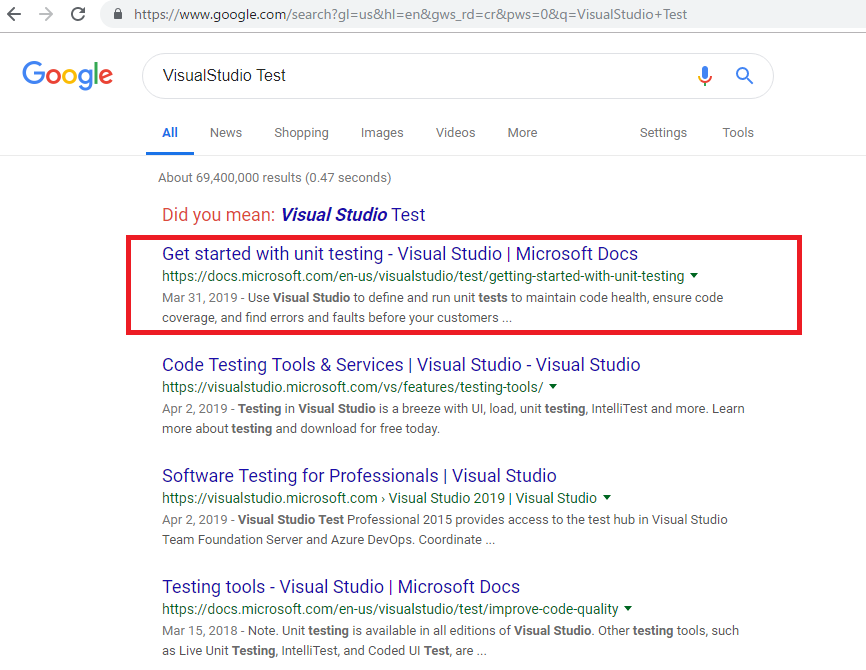 https://www.google.com/search?gl=us&hl=en&gws_rd=cr&pws=0&q=VisualStudio+Test
Google
VisualStudio Test
All News Shopping Images Videos More Settings Tools
About 69,400,000 results (0.47 seconds)
Did you mean: Visual Studio Test
Get started with unit testing - Visual Studio | Microsoft Docs
https://docs.microsoft.com/en-us/visualstudio/test/getting-started-with-unit-testing
Mar 31, 2019 - Use Visual Studio to define and run unit tests to maintain code health, ensure code
coverage, and find errors and faults before your customers ...
Code Testing Tools & Services | Visual Studio - Visual Studio
https://visualstudio.microsoft.com/vs/features/testing-tools/
Apr 2, 2019 - Testing in Visual Studio is a breeze with UI, load, unit testing, IntelliTest and more. Learn
more about testing and download for free today.
Software Testing for Professionals | Visual Studio
https://visualstudio.microsoft.com › Visual Studio 2019 | Visual Studio
Apr 2, 2019 - Visual Studio Test Professional 2015 provides access to the test hub in Visual Studio
Team Foundation Server and Azure DevOps. Coordinate ...
Testing tools - Visual Studio | Microsoft Docs
https://docs.microsoft.com/en-us/visualstudio/test/improve-code-quality
Mar 15, 2018 - Note. Unit testing is available in all editions of Visual Studio. Other testing tools, such
as Live Unit Testing, IntelliTest, and Coded UI Test, are ...